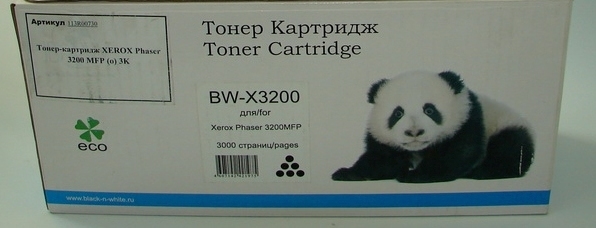 Артикул 113R00730
Тонер-картридж XEROX Phaser
3200 MFP (o) 3K
Тонер Картридж
Toner Cartridge
BW-X3200
для/for
Xerox Phaser 3200MFP
3000 страниц/pages
eco
www.black-n-white.ru